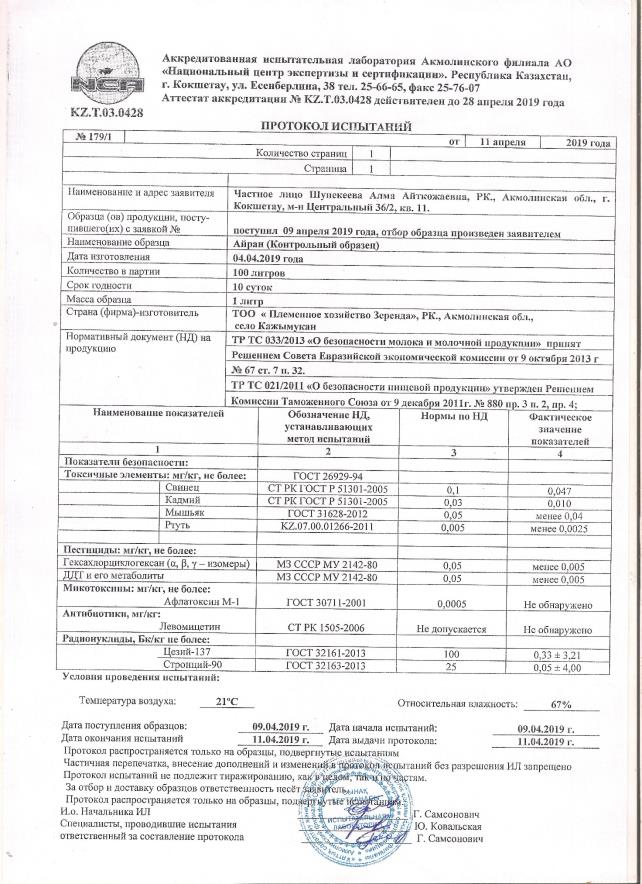 NCA
KZ.T.03.0428
Аккредитованная испытательная лаборатория Акмолинского филиала АО
«Национальный центр экспертизы и сертификации». Республика Казахстан,
г. Кокшетау, ул. Есенберлина, 38 тел. 25-66-65, факс 25-76-07
Аттестат аккредитации № KZ.T.03.0428 действителен до 28 апреля 2019 года
ПРОТОКОЛ ИСПЫТАНИЙ
№ 179/1 от 11 апреля 2019 года
Количество страниц 1
Страница 1
Наименование и адрес заявителя Частное лицо Шунекеева Алма Айткожаевна, РК., Акмолинская обл., г.
Кокшетау, м-н Центральный 36/2, кв. 11.
Образца (ов) продукции, посту-
пившего(их) с заявкой № поступил 09 апреля 2019 года, отбор образца произведен заявителем
Наименование образца Айран (Контрольный образец)
Дата изготовления 04.04.2019 года
Количество в партии 100 литров
Срок годности 10 суток
Масса образца 1 литр
Страна (фирма)-изготовитель ТОО « Племенное хозяйство Зеренда», РК., Акмолинская обл.,
село Кажымукан
Нормативный документ (НД) на
продукцию
ТР ТС 033/2013 «О безопасности молока и молочной продукции» принят
Решением Совета Евразийской экономической комиссии от 9 октября 2013 г
№ 67 ст. 7 п. 32.
ТР ТС 021/2011 «О безопасности пищевой продукции» утвержден Решением
Комиссии Таможенного Союза от 9 декабря 2011г. № 880 пр. 3 п. 2, пр. 4;
Наименование показателей Обозначение НД, устанавливающих метод испытаний Нормы по НД Фактическое значение показателей
1 2 3 4
Показатели безопасности:
Токсичные элементы: мг/кг, не более: ГОСТ 26929-94
Свинец СТ РК ГОСТ Р 51301-2005 0,1 0,047
Кадмий СТ РК ГОСТ Р 51301-2005 0,03 0,010
Мышьяк ГОСТ 31628-2012 0,05 менее 0,04
Ртуть KZ.07.00.01266-2011 0,005 менее 0,0025
Пестициды: мг/кг, не более:
Гексахлорциклогексан (α, β, γ – изомеры) МЗ СССР МУ 2142-80 0,05 менее 0,005
ДДТ и его метаболиты МЗ СССР МУ 2142-80 0,05 менее 0,005
Микотоксины: мг/кг, не более:
Афлатоксин М-1 ГОСТ 30711-2001 0,0005 Не обнаружено
Антибиотики, мг/кг:
Левомицетин СТ РК 1505-2006 Не допускается Не обнаружено
Радионуклиды, Бк/кг не более:
Цезий-137 ГОСТ 32161-2013 100 0,33 ± 3,21
Стронций-90 ГОСТ 32163-2013 25 0,05 ± 4,00
Условия проведения испытаний:
Температура воздуха: 21ºС Относительная влажность: 67%
Дата поступления образцов: 09.04.2019 г. Дата начала испытаний: 09.04.2019 г.
Дата окончания испытаний 11.04.2019 г. Дата выдачи протокола: 11.04.2019 г.
Протокол распространяется только на образцы, подвергнутые испытаниям
Частичная перепечатка, внесение дополнений и изменений в протокол испытаний без разрешения ИЛ запрещено
Протокол испытаний не подлежит тиражированию, как в целом, так и по частям.
За отбор и доставку образцов ответственность несёт заявитель.
Протокол распространяется только на образцы, подвергнутые испытаниям.
И.о. Начальника ИЛ Г. Самсонович
Специалисты, проводившие испытания Ю. Ковальская
ответственный за составление протокола Г. Самсонович
ИСПЫТАТЕЛЬНАЯ
ЛАБОРАТОРИЯ